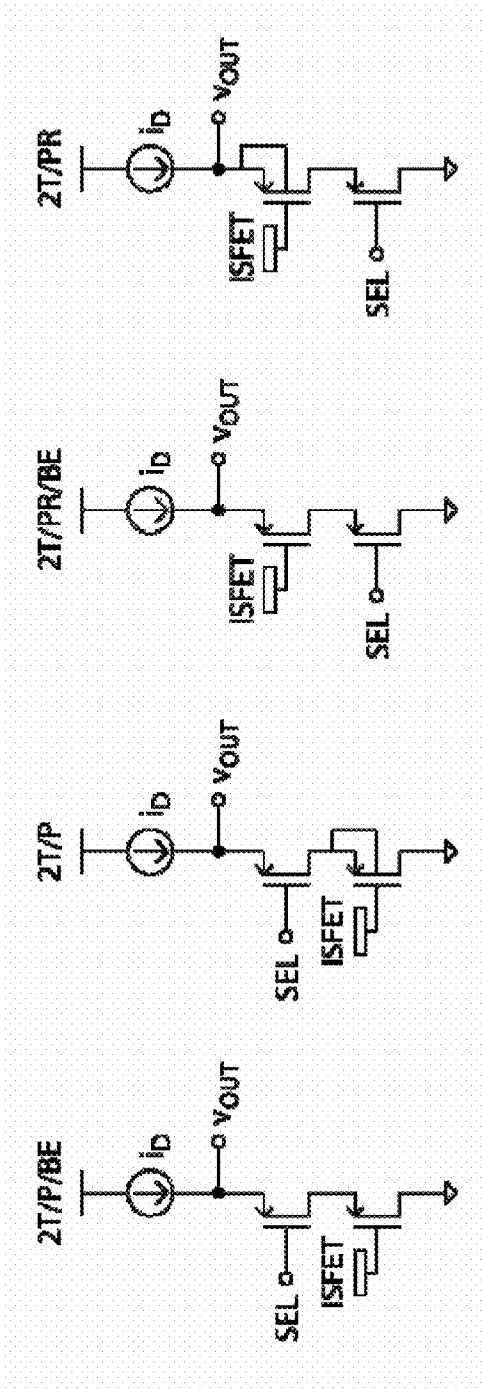 2T/PR
iD
VOUT
ISFET
SEL
2T/PR/BE
iD
VOUT
ISFET
SEL
2T/P
iD
VOUT
SEL
ISFET
2T/P/BE
iD
VOUT
SEL
ISFET